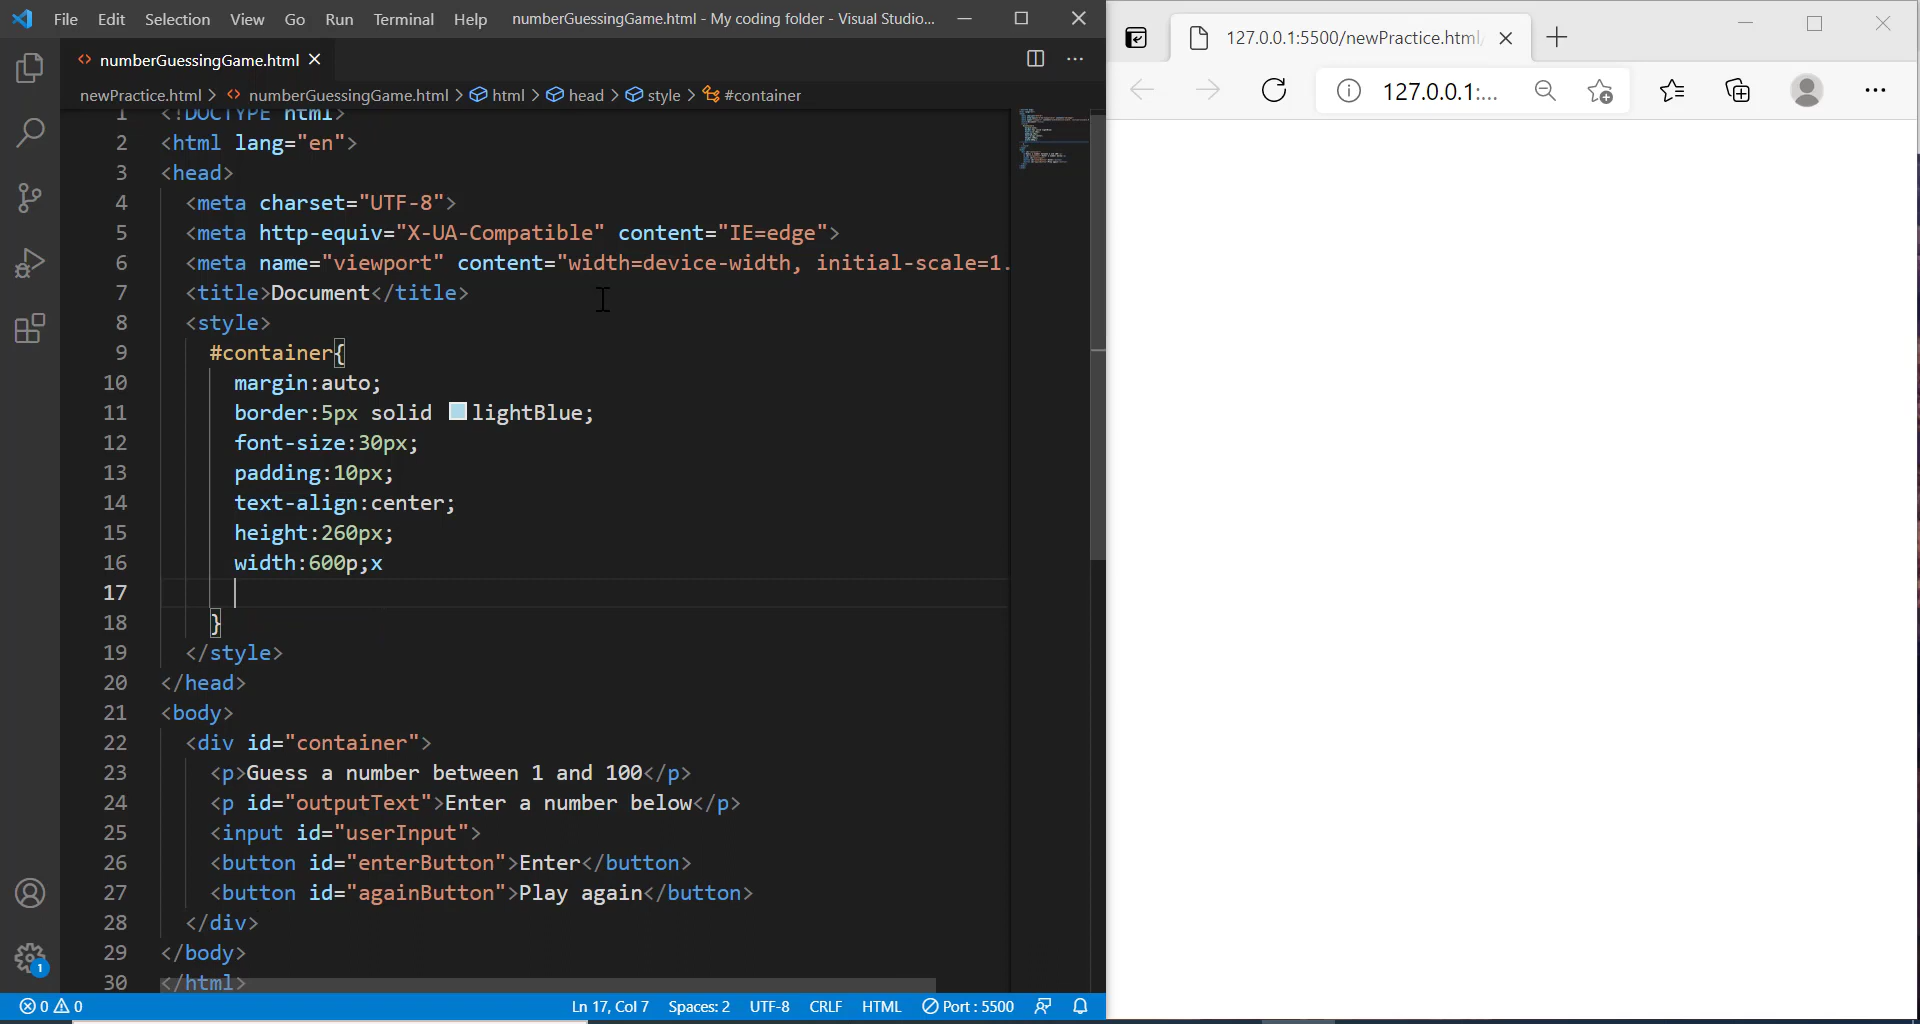 File Edit Selection View Go Run Terminal Help numberGuessingGame.html - My coding folder - Visual Studio...
numberGuessingGame.html
newPractice.html > numberGuessingGame.html > html > head > style > #container
1 <!DOCTYPE html>
2 <html lang="en">
3 <head>
4 <meta charset="UTF-8">
5 <meta http-equiv="X-UA-Compatible" content="IE=edge">
6 <meta name="viewport" content="width=device-width, initial-scale=1.
7 <title>Document</title>
8 <style>
9 #container{
10 margin:auto;
11 border:5px solid lightBlue;
12 font-size:30px;
13 padding:10px;
14 text-align:center;
15 height:260px;
16 width:600p;x
17
18 }
19 </style>
20 </head>
21 <body>
22 <div id="container">
23 <p>Guess a number between 1 and 100</p>
24 <p id="outputText">Enter a number below</p>
25 <input id="userInput">
26 <button id="enterButton">Enter</button>
27 <button id="againButton">Play again</button>
28 </div>
29 </body>
30 </html>
1
0 0 Ln 17, Col 7 Spaces: 2 UTF-8 CRLF HTML Port : 5500
127.0.0.1:5500/newPractice.html/
127.0.0.1:...